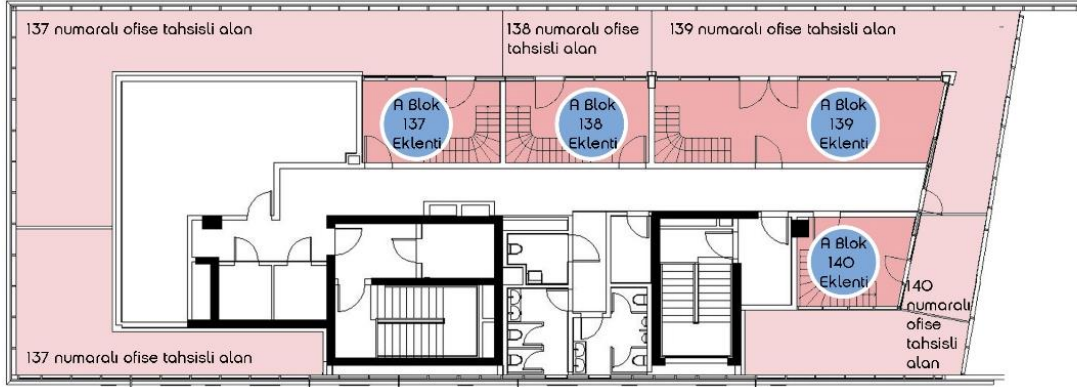 137 numaralı ofise tahsisli alan
138 numaralı ofise
tahsisli alan
139 numaralı ofise tahsisli alan
A Blok
137
Eklenti
A Blok
138
Eklenti
A Blok
139
Eklenti
A Blok
140
Eklenti
140
numaralı
ofise
tahsisli
alan
137 numaralı ofise tahsisli alan